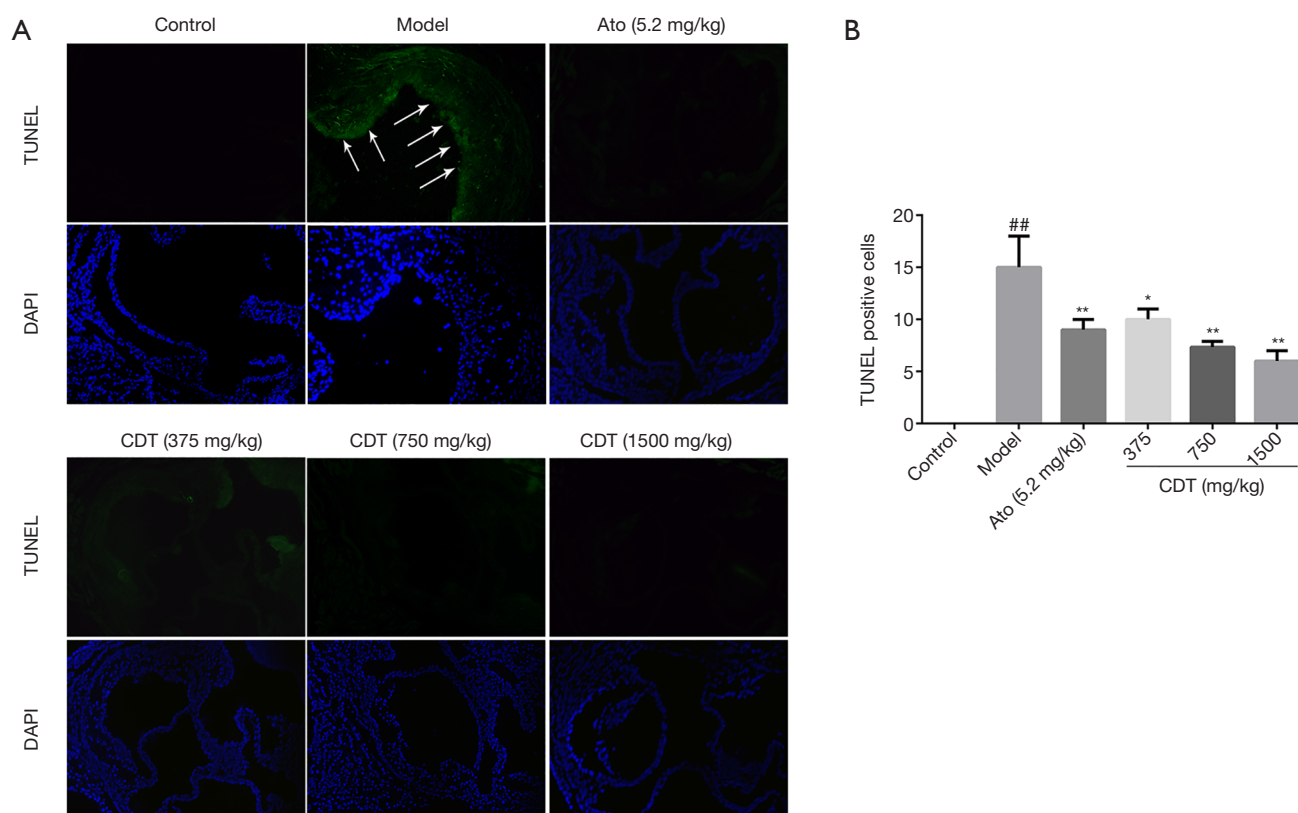 A
Control
Model
Ato (5.2 mg/kg)
TUNEL
DAPI
CDT (375 mg/kg)
CDT (750 mg/kg)
CDT (1500 mg/kg)
TUNEL
DAPI
B
TUNEL positive cells
20
15
10
5
0
##
**
*
**
**
Control
Model
Ato (5.2 mg/kg)
375
750
1500
CDT (mg/kg)